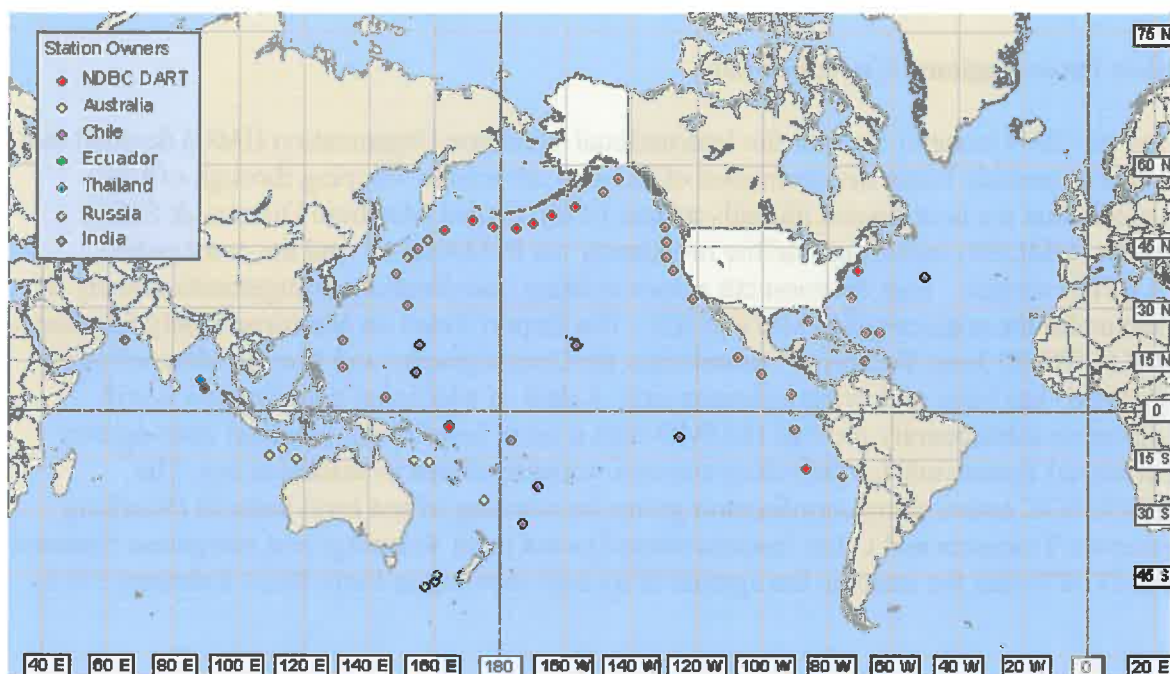 Station Owners
NDBC DART
Australia
Chile
Ecuador
Thailand
Russia
India
75 N
60 N
45 N
30 N
15 N
0
15 S
30 S
45 S
40 E 60 E 80 E 100 E 120 E 140 E 160 E 180 160 W 140 W 120 W 100 W 80 W 60 W 40 W 20 W 0 20 E